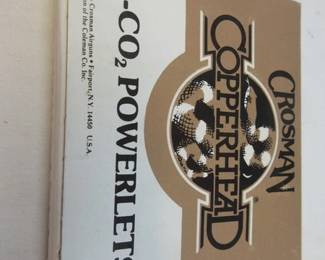 CROSMAN
COPPERHEAD®
-CO₂ POWERLETS
Crosman Airguns • Fairport, N.Y. 14450 U.S.A.
of the Coleman Co. Inc.